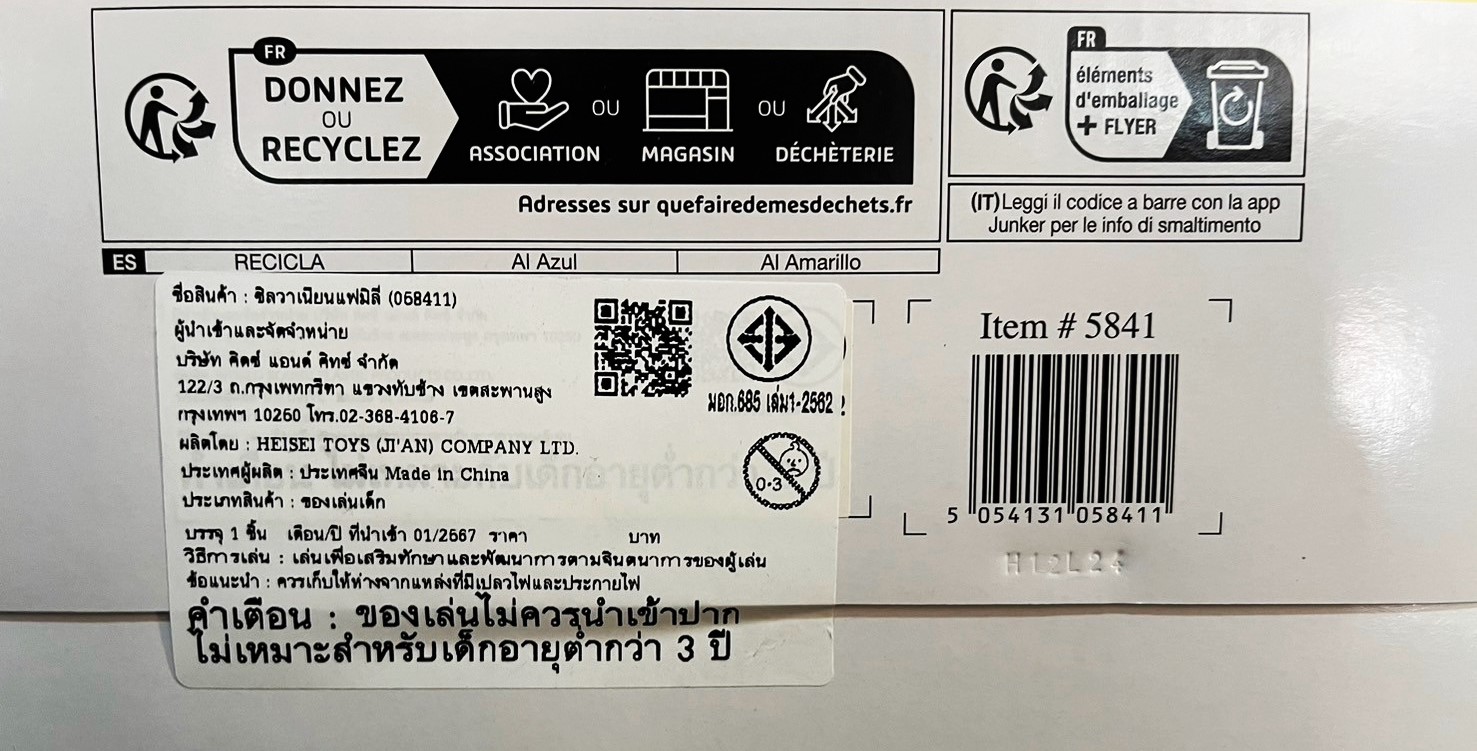 FR
DONNEZ
OU
RECYCLEZ
ASSOCIATION
OU
MAGASIN
OU
DÉCHÈTERIE
Adresses sur quefairedemesdechets.fr
FR
éléments
d'emballage
+ FLYER
(IT)Leggi il codice a barre con la app
Junker per le info di smaltimento
ES RECICLA Al Azul Al Amarillo
ชื่อสินค้า : ซิลวาเนียนแฟมิลี่ (058411)
ผู้นำเข้าและจัดจำหน่าย
บริษัท คิดซ์ แอนด์ คิทซ์ จำกัด
122/3 ถ.กรุงเทพกรีฑา แขวงทับช้าง เขตสะพานสูง
กรุงเทพฯ 10260 โทร.02-368-4106-7
ผลิตโดย : HEISEI TOYS (JI'AN) COMPANY LTD.
ประเทศผู้ผลิต : ประเทศจีน Made in China
ประเภทสินค้า : ของเล่นเด็ก
บรรจุ 1 ชิ้น เดือน/ปี ที่นำเข้า 01/2567 ราคา บาท
วิธีการเล่น : เล่นเพื่อเสริมทักษาและพัฒนาการตามจินตนาการของผู้เล่น
ข้อแนะนำ : ควรเก็บให้ห่างจากแหล่งที่มีเปลวไฟและประกายไฟ
คำเตือน : ของเล่นไม่ควรนำเข้าปาก
ไม่เหมาะสำหรับเด็กอายุต่ำกว่า 3 ปี
มอก.685 เล่ม1-2562
0-3
Item # 5841
5 054131 058411
H12L24